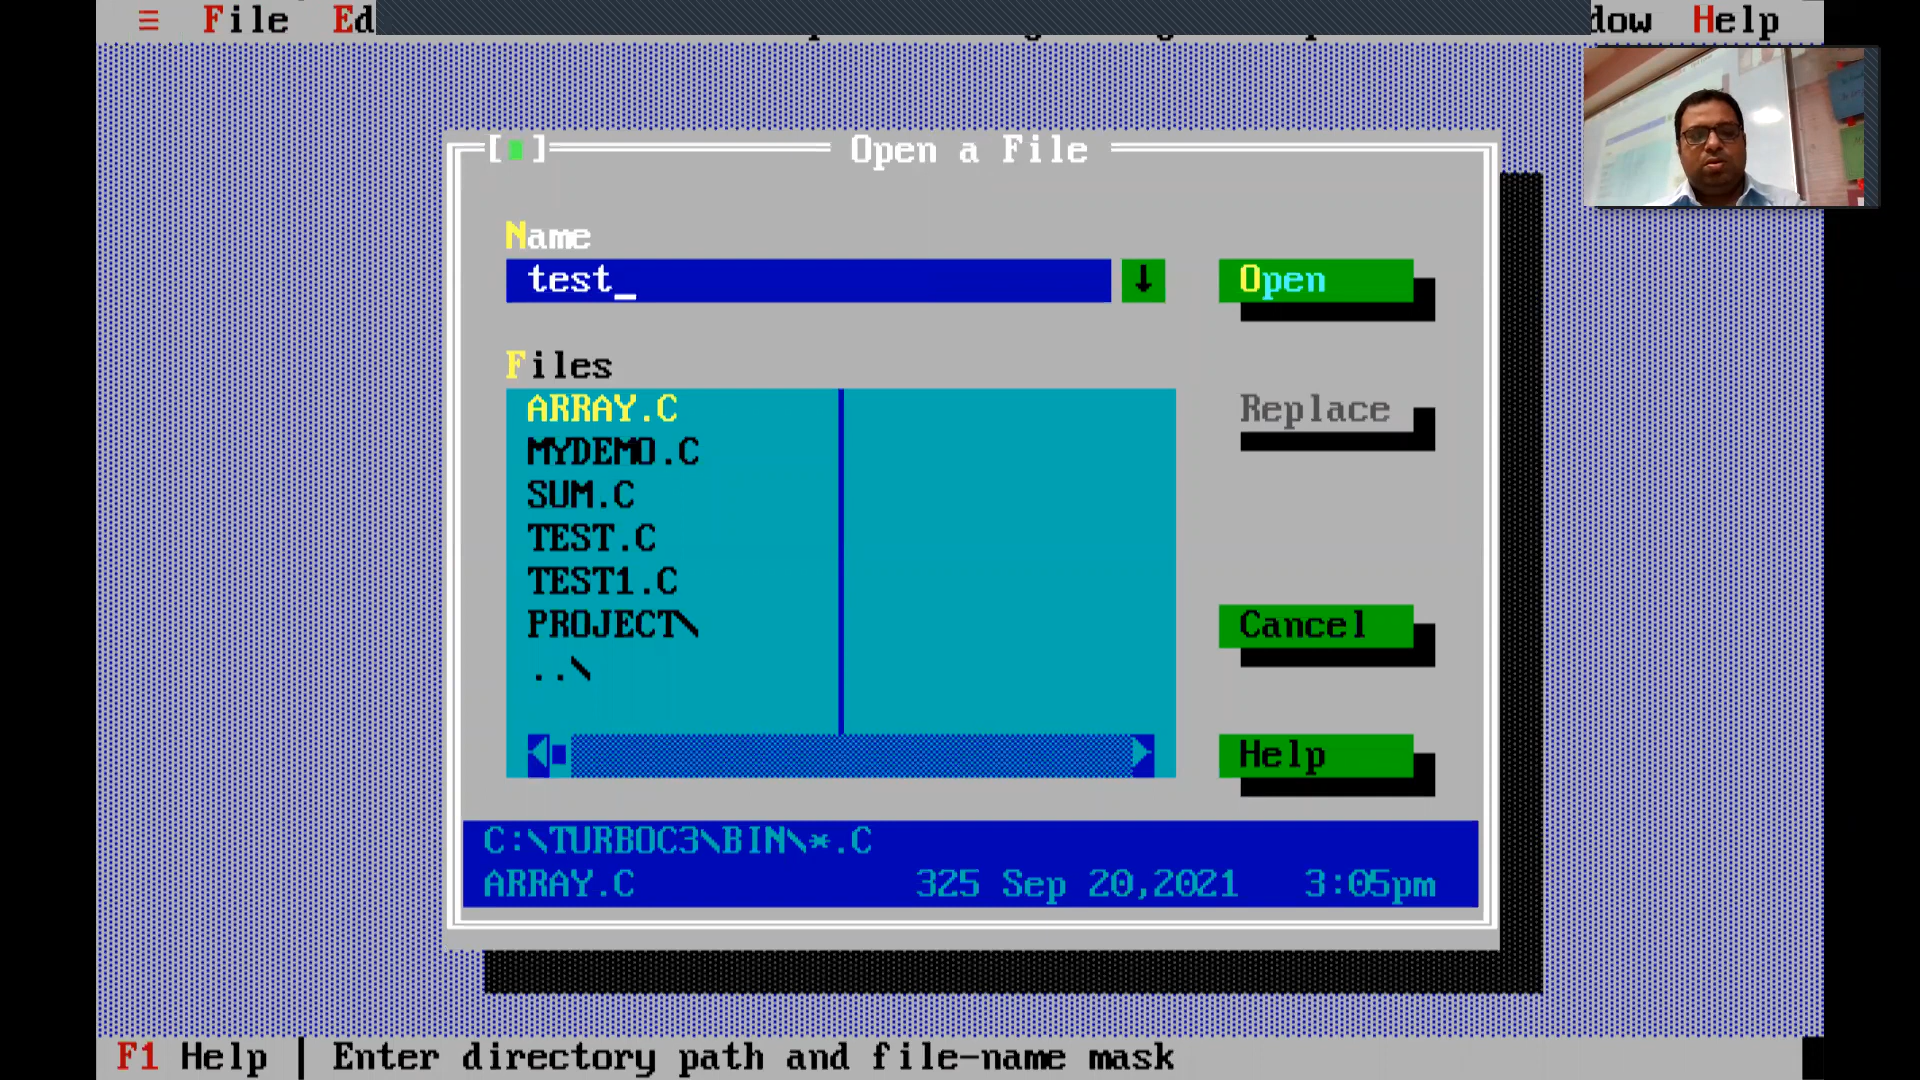 ≡ File Ed
dow Help
[■] Open a File
Name
test_
↓
Open
Files
ARRAY.C
MYDEMO.C
SUM.C
TEST.C
TEST1.C
PROJECT\
..\
Replace
Cancel
Help
C:\TURBOC3\BIN\*.C
ARRAY.C 325 Sep 20,2021 3:05pm
F1 Help | Enter directory path and file-name mask